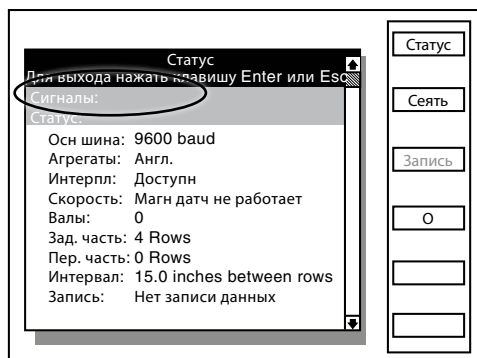 Статус
Для выхода нажать клавишу Enter или Esc
Сигналы:
Статус:
Осн шина: 9600 baud
Агрегаты: Англ.
Интерпл: Доступн
Скорость: Магн датч не работает
Валы: 0
Зад. часть: 4 Rows
Пер. часть: 0 Rows
Интервал: 15.0 inches between rows
Запись: Нет записи данных
Статус
Сеять
Запись
О